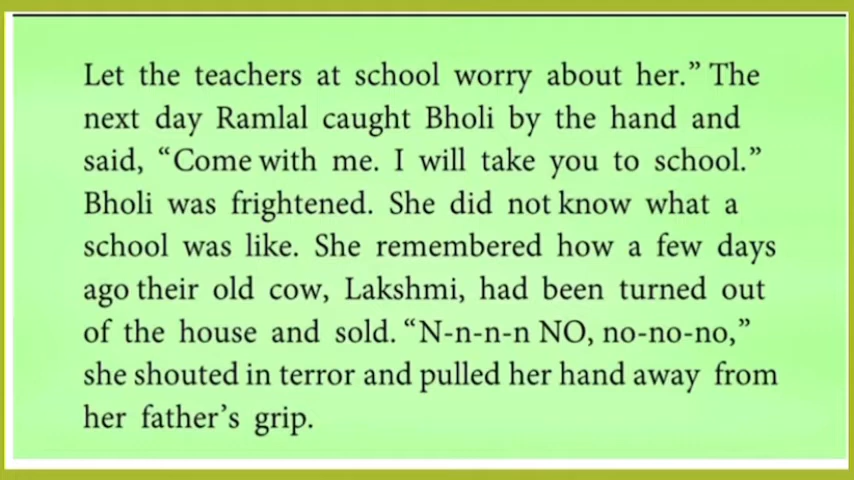 Let the teachers at school worry about her.” The
next day Ramlal caught Bholi by the hand and
said, “Come with me. I will take you to school.”
Bholi was frightened. She did not know what a
school was like. She remembered how a few days
ago their old cow, Lakshmi, had been turned out
of the house and sold. “N-n-n-n NO, no-no-no,”
she shouted in terror and pulled her hand away from
her father’s grip.